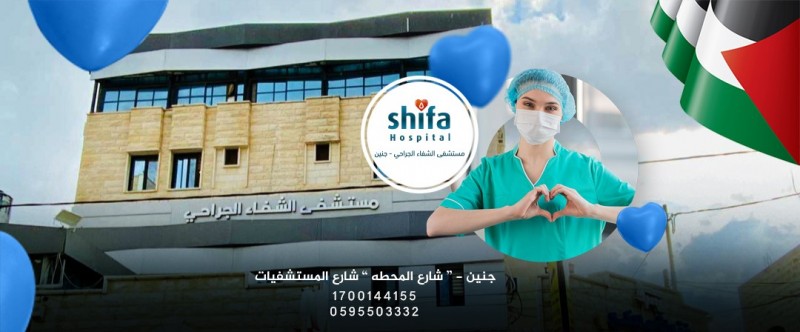 shifa
Hospital
مستشفى الشفاء الجراحي - جنين
مستشفى الشفاء الجراحي
جنين - " شارع المحطه " شارع المستشفيات
1700144155
0595503332